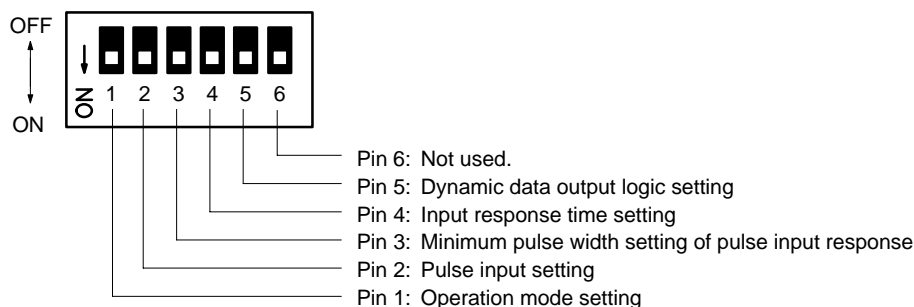 OFF
ON
ON
1 2 3 4 5 6
Pin 6: Not used.
Pin 5: Dynamic data output logic setting
Pin 4: Input response time setting
Pin 3: Minimum pulse width setting of pulse input response
Pin 2: Pulse input setting
Pin 1: Operation mode setting